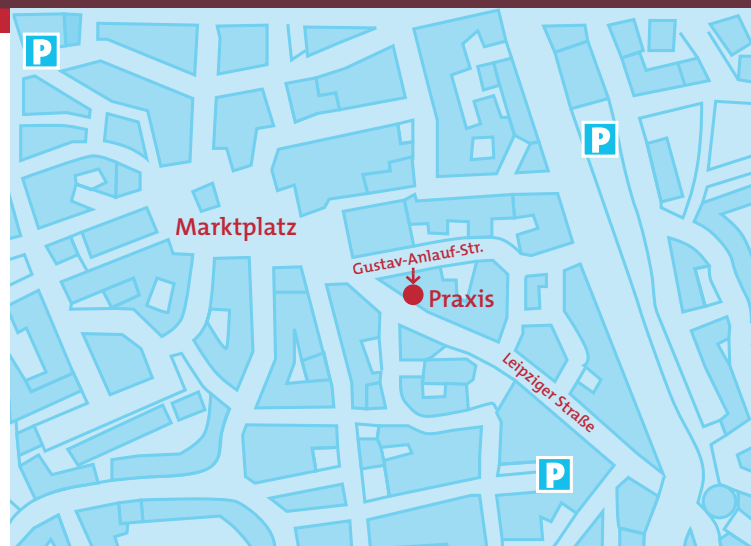 P
P
Marktplatz
Gustav-Anlauf-Str.
Praxis
Leipziger Straße
P